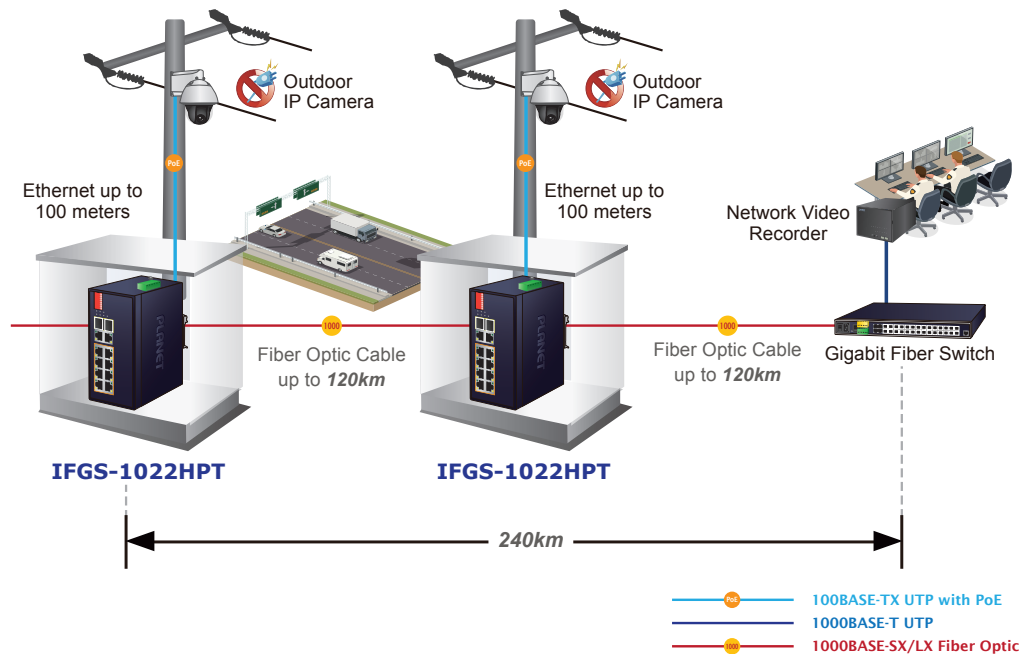 Outdoor
IP Camera
Outdoor
IP Camera
PoE
PoE
Ethernet up to
100 meters
Ethernet up to
100 meters
Network Video
Recorder
PLANET
PLANET
1000
1000
Fiber Optic Cable
up to 120km
Fiber Optic Cable
up to 120km
Gigabit Fiber Switch
IFGS-1022HPT
IFGS-1022HPT
240km
PoE
100BASE-TX UTP with PoE
1000BASE-T UTP
1000
1000BASE-SX/LX Fiber Optic